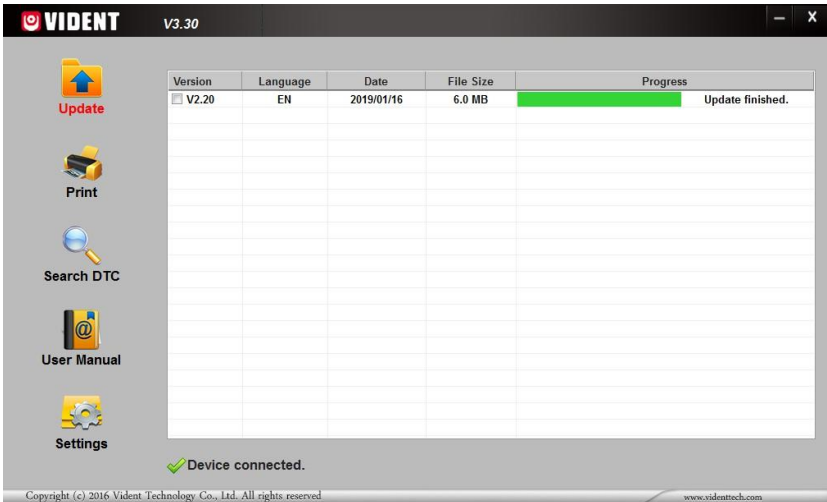 VIDENT V3.30
Version Language Date File Size Progress
V2.20 EN 2019/01/16 6.0 MB Update finished.
Update
Print
Search DTC
@
User Manual
Settings
Device connected.
Copyright (c) 2016 Vident Technology Co., Ltd. All rights reserved www.videnttech.com